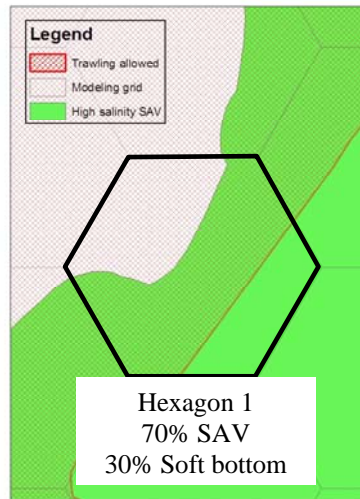 Legend
Trawling allowed
Modeling grid
High salinity SAV
Hexagon 1
70% SAV
30% Soft bottom